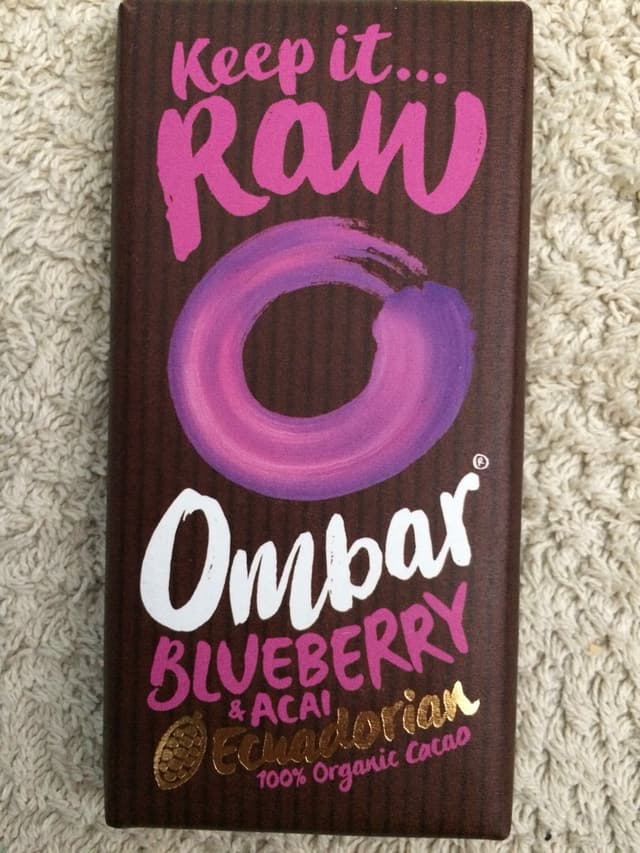 Keep it...
Raw
Ombar®
BLUEBERRY
& ACAI
Ecuadorian
100% Organic Cacao